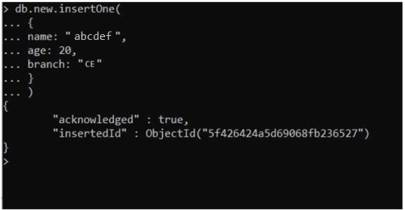 > db.new.insertOne(
... {
... name: "abcdef",
... age: 20,
... branch: "CE"
... }
... )
{
        "acknowledged" : true,
        "insertedId" : ObjectId("5f426424a5d69068fb236527")
}
>